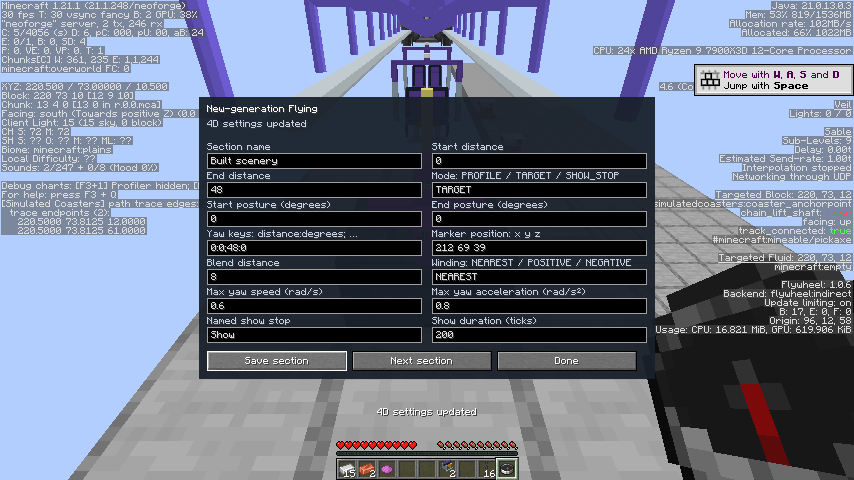 Minecraft 1.21.1 (21.1.248/neoforge)
30 fps T: 30 vsync fancy B: 2 GPU: 38%
"neoforge" server, 2 tx, 246 rx
C: 5/4056 (s) D: 6, pC: 000, pU: 00, aB: 24
E: 0/1, B: 0, SD: 4
P: 0. VE: 0. VP: 0. T: 1
Chunks[C] W: 361, 235 E: 1,1,244
minecraft:overworld FC: 0
XYZ: 220.500 / 73.00000 / 10.500
Block: 220 73 10 [12 9 10]
Chunk: 13 4 0 [13 0 in r.0.0.mca]
Facing: south (Towards positive Z) (0.0
Client Light: 15 (15 sky, 0 block)
CH S: 72 M: 72
SH S: ?? O: ?? M: ?? ML: ??
Biome: minecraft:plains
Local Difficulty: ??
Sounds: 2/247 + 0/8 (Mood 0%)
Debug charts: [F3+1] Profiler hidden; [
For help: press F3 + Q
[Simulated Coasters] path trace edges:
trace endpoints (2):
220.5000 73.8125 12.0000
220.5000 73.8125 61.0000
Java: 21.0.13.0.3
Mem: 53% 819/1536MB
Allocation rate: 102MB/s
Allocated: 66% 1022MB
CPU: 24x AMD Ryzen 9 7900X3D 12-Core Processor
4.6 (Co
Move with W, A, S and D
Jump with Space
Veil
Lights: 0 / 0
Sable
Sub-Levels: 9
Delay: 0.00t
Estimated Send-rate: 1.00t
Interpolation stopped
Networking through UDP
Targeted Block: 220, 73, 12
simulatedcoasters:coaster_anchorpoint
chain_lift_shaft:
facing: up
track_connected: true
#minecraft:mineable/pickaxe
Targeted Fluid: 220, 73, 12
minecraft:empty
Flywheel: 1.0.6
Backend: flywheel:indirect
Update limiting: on
B: 17, E: 0, F: 0
Origin: 96, 12, 58
Usage: CPU: 16.821 MiB, GPU: 619.906 KiB
New-generation Flying
4D settings updated
Section name
Start distance
Built scenery
0
End distance
Mode: PROFILE / TARGET / SHOW_STOP
48
TARGET
Start posture (degrees)
End posture (degrees)
0
0
Yaw keys: distance:degrees; ...
Marker position: x y z
0:0;48:0
212 69 39
Blend distance
Winding: NEAREST / POSITIVE / NEGATIVE
8
NEAREST
Max yaw speed (rad/s)
Max yaw acceleration (rad/s²)
0.6
0.8
Named show stop
Show duration (ticks)
Show
200
Save section
Next section
Done
4D settings updated
15
2
2
16